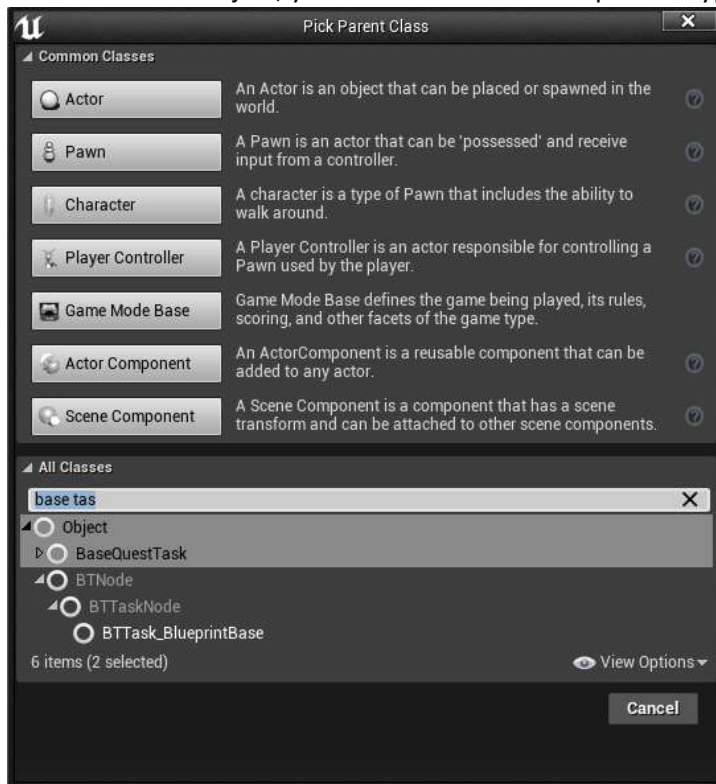 Pick Parent Class
Common Classes
Actor
An Actor is an object that can be placed or spawned in the
world.
Pawn
A Pawn is an actor that can be 'possessed' and receive
input from a controller.
Character
A character is a type of Pawn that includes the ability to
walk around.
Player Controller
A Player Controller is an actor responsible for controlling a
Pawn used by the player.
Game Mode Base
Game Mode Base defines the game being played, its rules,
scoring, and other facets of the game type.
Actor Component
An ActorComponent is a reusable component that can be
added to any actor.
Scene Component
A Scene Component is a component that has a scene
transform and can be attached to other scene components.
All Classes
base tas
Object
BaseQuestTask
BTNode
BTTaskNode
BTTask_BlueprintBase
6 items (2 selected)
View Options
Cancel